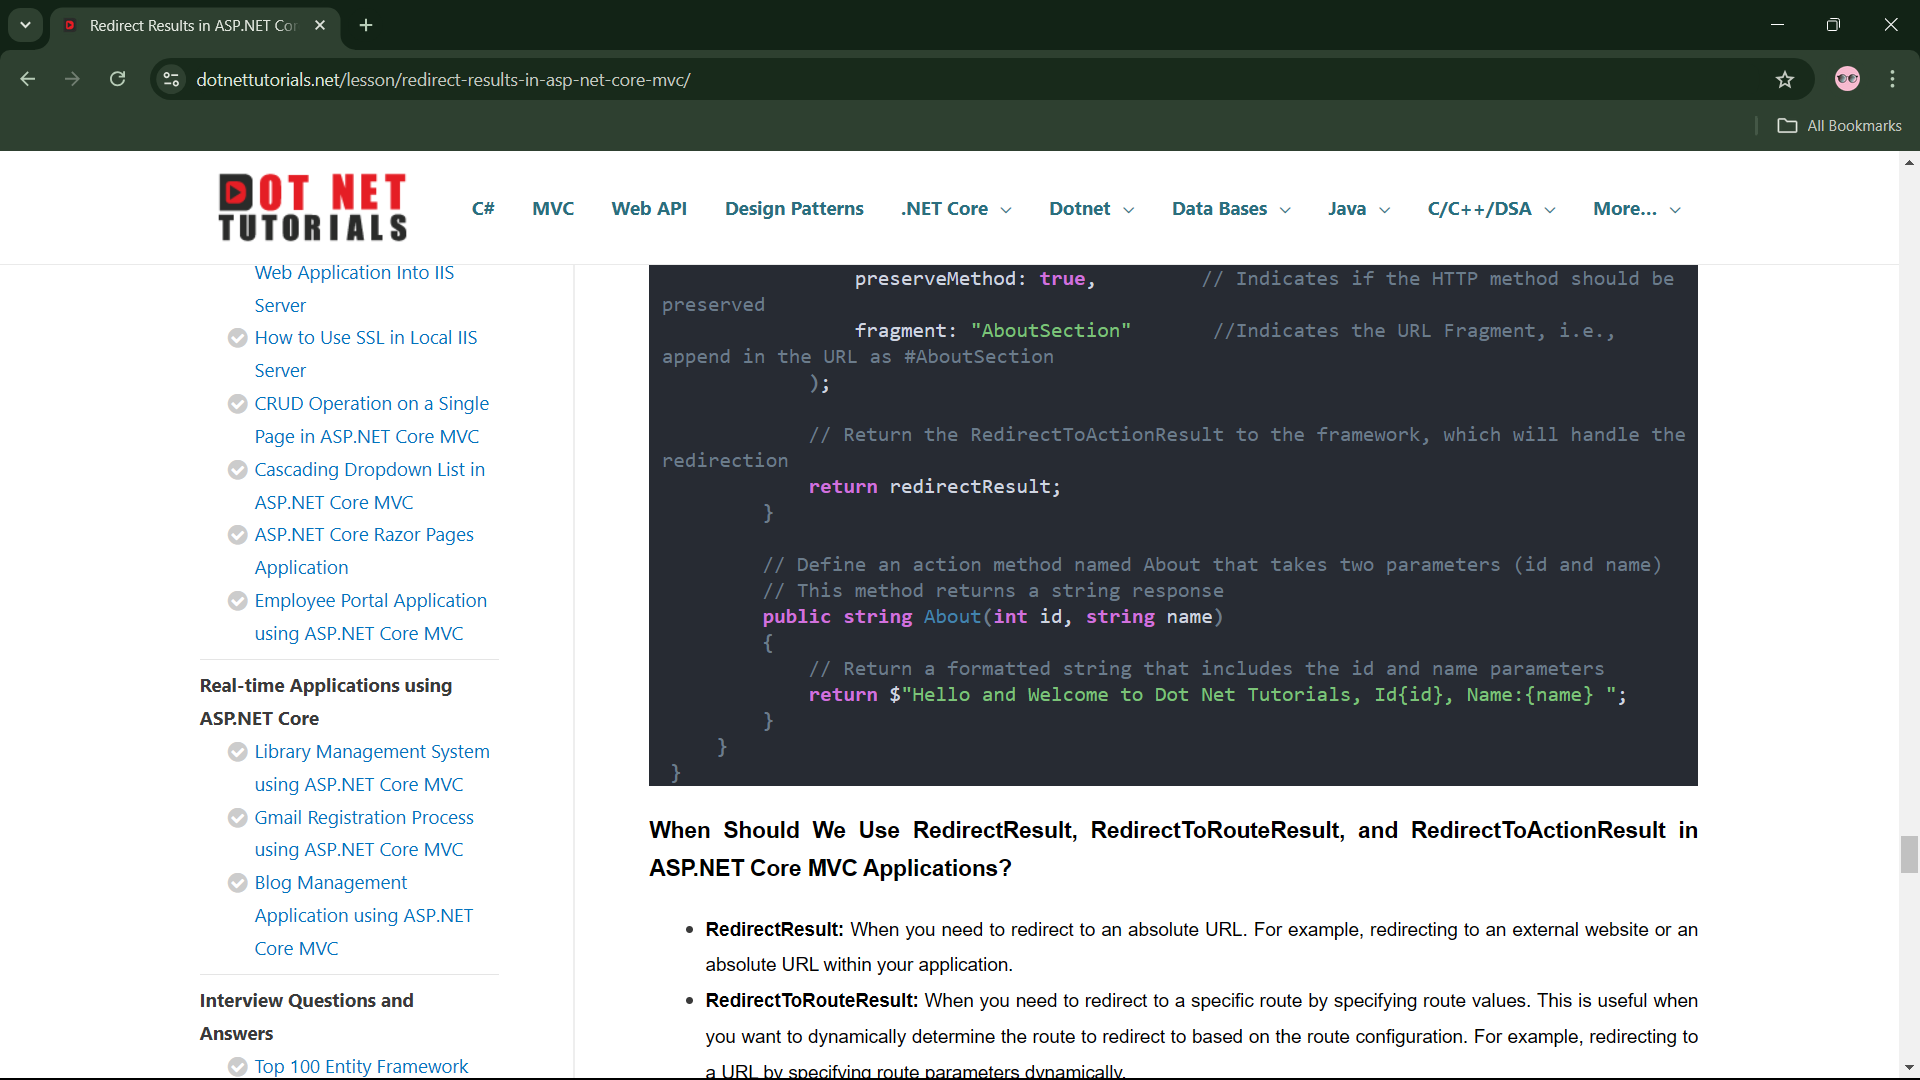 Redirect Results in ASP.NET Cor
dotnettutorials.net/lesson/redirect-results-in-asp-net-core-mvc/
All Bookmarks
DOT NET
TUTORIALS
C# MVC Web API Design Patterns .NET Core Dotnet Data Bases Java C/C++/DSA More...
Web Application Into IIS
Server
How to Use SSL in Local IIS
Server
CRUD Operation on a Single
Page in ASP.NET Core MVC
Cascading Dropdown List in
ASP.NET Core MVC
ASP.NET Core Razor Pages
Application
Employee Portal Application
using ASP.NET Core MVC
Real-time Applications using
ASP.NET Core
Library Management System
using ASP.NET Core MVC
Gmail Registration Process
using ASP.NET Core MVC
Blog Management
Application using ASP.NET
Core MVC
Interview Questions and
Answers
Top 100 Entity Framework
preserveMethod: true, // Indicates if the HTTP method should be
preserved
fragment: "AboutSection" //Indicates the URL Fragment, i.e.,
append in the URL as #AboutSection
);
// Return the RedirectToActionResult to the framework, which will handle the
redirection
return redirectResult;
}
// Define an action method named About that takes two parameters (id and name)
// This method returns a string response
public string About(int id, string name)
{
// Return a formatted string that includes the id and name parameters
return $"Hello and Welcome to Dot Net Tutorials, Id{id}, Name:{name} ";
}
}
}
When Should We Use RedirectResult, RedirectToRouteResult, and RedirectToActionResult in
ASP.NET Core MVC Applications?
RedirectResult: When you need to redirect to an absolute URL. For example, redirecting to an external website or an
absolute URL within your application.
RedirectToRouteResult: When you need to redirect to a specific route by specifying route values. This is useful when
you want to dynamically determine the route to redirect to based on the route configuration. For example, redirecting to
a URL by specifying route parameters dynamically.